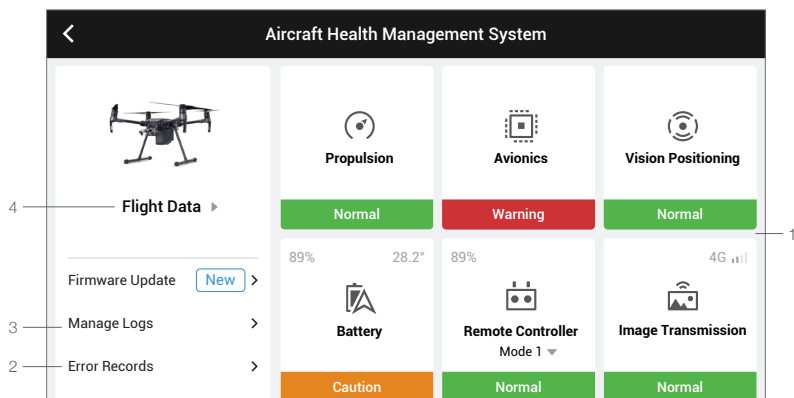 Aircraft Health Management System
4
Flight Data
Firmware Update New
3
Manage Logs
2
Error Records
Propulsion
Normal
Avionics
Warning
Vision Positioning
Normal
1
89% 28.2°
Battery
Caution
89%
Remote Controller
Mode 1
Normal
4G
Image Transmission
Normal